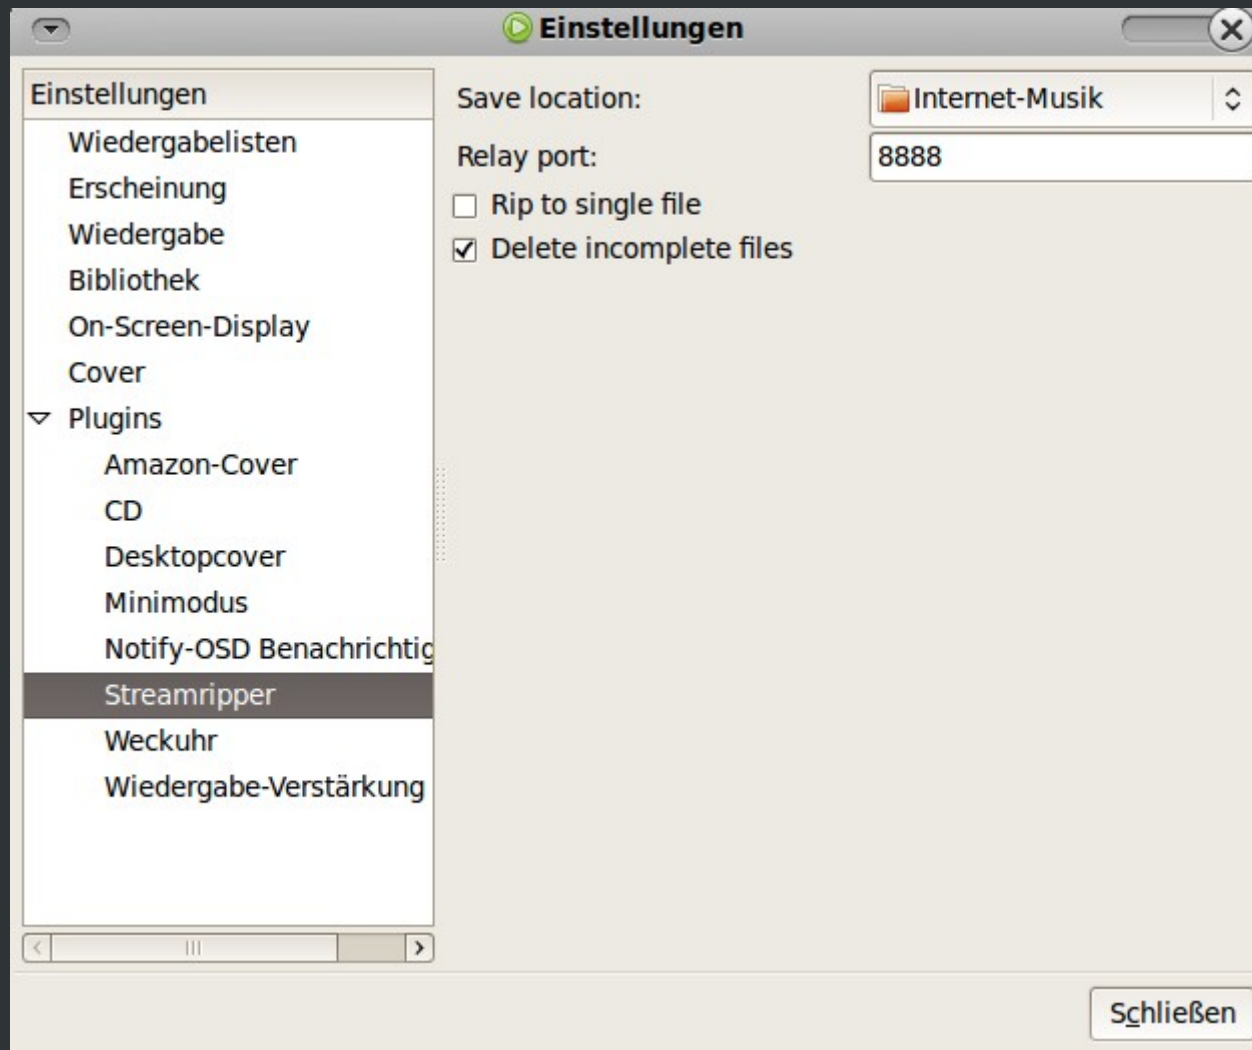 Einstellungen
Einstellungen
Wiedergabelisten
Erscheinung
Wiedergabe
Bibliothek
On-Screen-Display
Cover
Plugins
Amazon-Cover
CD
Desktopcover
Minimodus
Notify-OSD Benachrichtig
Streamripper
Weckuhr
Wiedergabe-Verstärkung
Save location: Internet-Musik
Relay port: 8888
Rip to single file
Delete incomplete files
Schließen